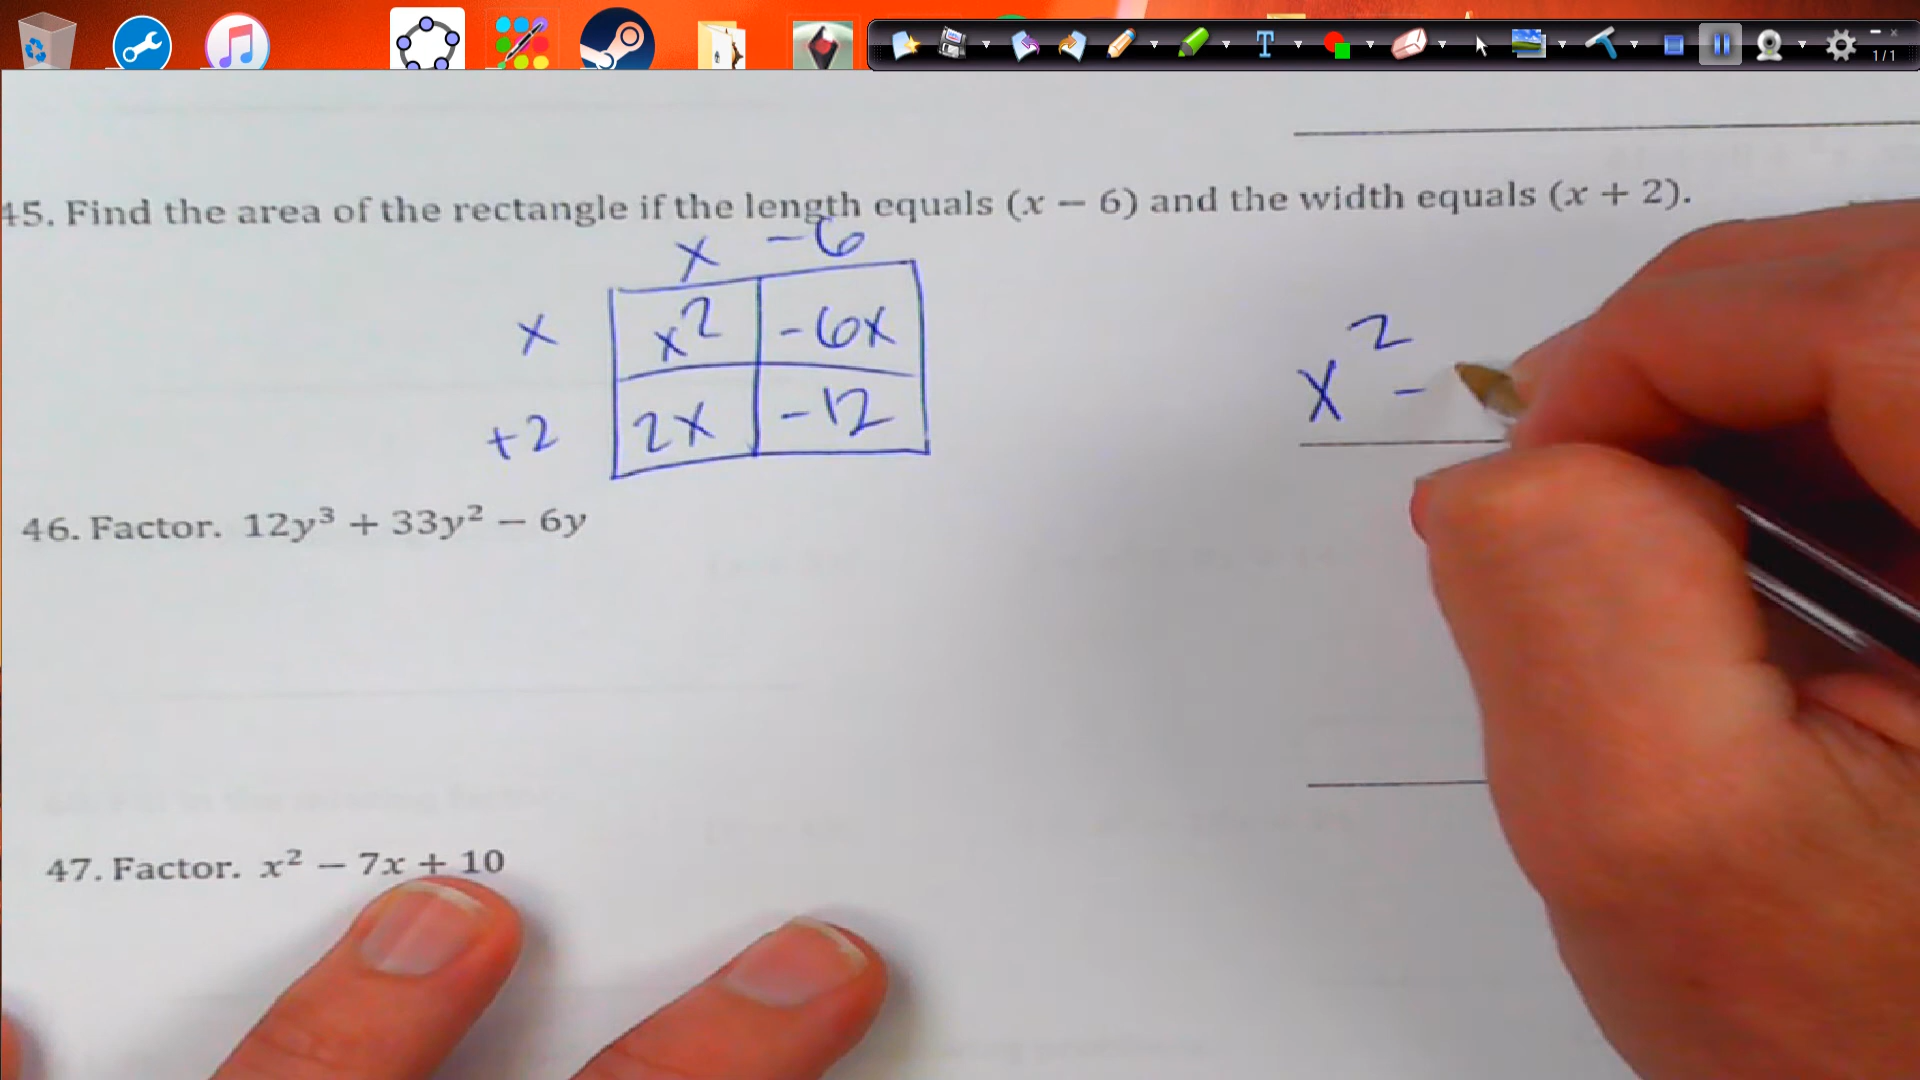 T
1/1
45. Find the area of the rectangle if the length equals (x − 6) and the width equals (x + 2).
x -6
x x² -6x
+2 2x -12
x² -
46. Factor. 12y³ + 33y² − 6y
47. Factor. x² − 7x + 10